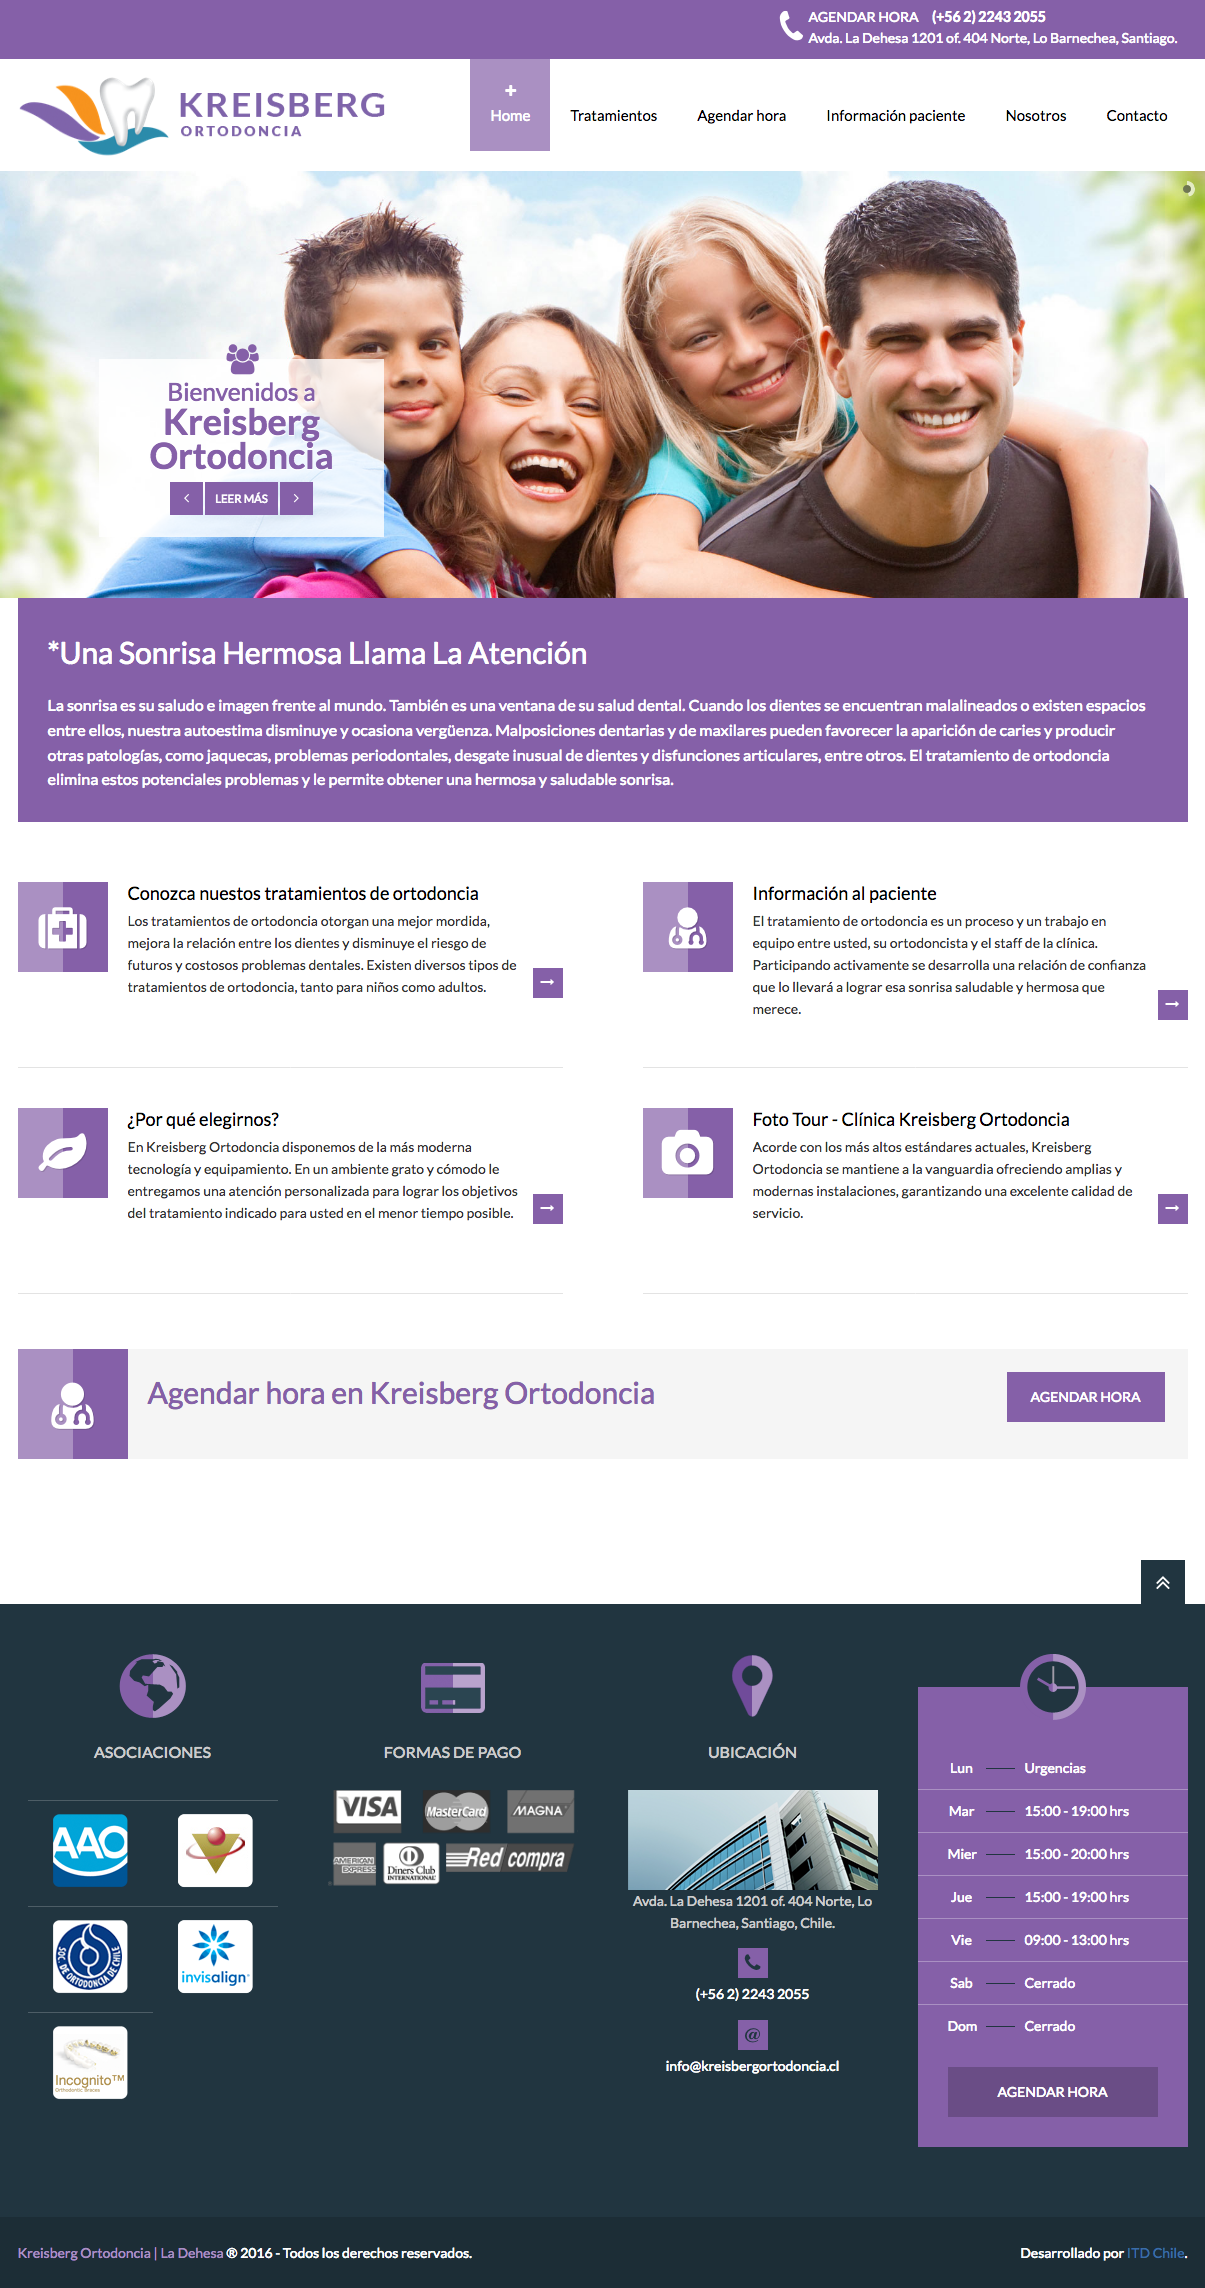 AGENDAR HORA (+56 2) 2243 2055
Avda. La Dehesa 1201 of. 404 Norte, Lo Barnechea, Santiago.
KREISBERG
ORTODONCIA
Home
Tratamientos
Agendar hora
Información paciente
Nosotros
Contacto
Bienvenidos a
Kreisberg
Ortodoncia
LEER MÁS
*Una Sonrisa Hermosa Llama La Atención
La sonrisa es su saludo e imagen frente al mundo. También es una ventana de su salud dental. Cuando los dientes se encuentran malalineados o existen espacios
entre ellos, nuestra autoestima disminuye y ocasiona vergüenza. Malposiciones dentarias y de maxilares pueden favorecer la aparición de caries y producir
otras patologías, como jaquecas, problemas periodontales, desgate inusual de dientes y disfunciones articulares, entre otros. El tratamiento de ortodoncia
elimina estos potenciales problemas y le permite obtener una hermosa y saludable sonrisa.
Conozca nuestos tratamientos de ortodoncia
Los tratamientos de ortodoncia otorgan una mejor mordida,
mejora la relación entre los dientes y disminuye el riesgo de
futuros y costosos problemas dentales. Existen diversos tipos de
tratamientos de ortodoncia, tanto para niños como adultos.
Información al paciente
El tratamiento de ortodoncia es un proceso y un trabajo en
equipo entre usted, su ortodoncista y el staff de la clínica.
Participando activamente se desarrolla una relación de confianza
que lo llevará a lograr esa sonrisa saludable y hermosa que
merece.
¿Por qué elegirnos?
En Kreisberg Ortodoncia disponemos de la más moderna
tecnología y equipamiento. En un ambiente grato y cómodo le
entregamos una atención personalizada para lograr los objetivos
del tratamiento indicado para usted en el menor tiempo posible.
Foto Tour - Clínica Kreisberg Ortodoncia
Acorde con los más altos estándares actuales, Kreisberg
Ortodoncia se mantiene a la vanguardia ofreciendo amplias y
modernas instalaciones, garantizando una excelente calidad de
servicio.
Agendar hora en Kreisberg Ortodoncia
AGENDAR HORA
ASOCIACIONES
AAO
SOC. DE ORTODONCIA DE CHILE
invisalign
Incognito™
Orthodontic Braces
FORMAS DE PAGO
VISA
MasterCard
MAGNA
AMERICAN EXPRESS
Diners Club
INTERNATIONAL
Red compra
UBICACIÓN
Avda. La Dehesa 1201 of. 404 Norte, Lo
Barnechea, Santiago, Chile.
(+56 2) 2243 2055
@
info@kreisbergortodoncia.cl
Lun Urgencias
Mar 15:00 - 19:00 hrs
Mier 15:00 - 20:00 hrs
Jue 15:00 - 19:00 hrs
Vie 09:00 - 13:00 hrs
Sab Cerrado
Dom Cerrado
AGENDAR HORA
Kreisberg Ortodoncia | La Dehesa ® 2016 - Todos los derechos reservados.
Desarrollado por ITD Chile.